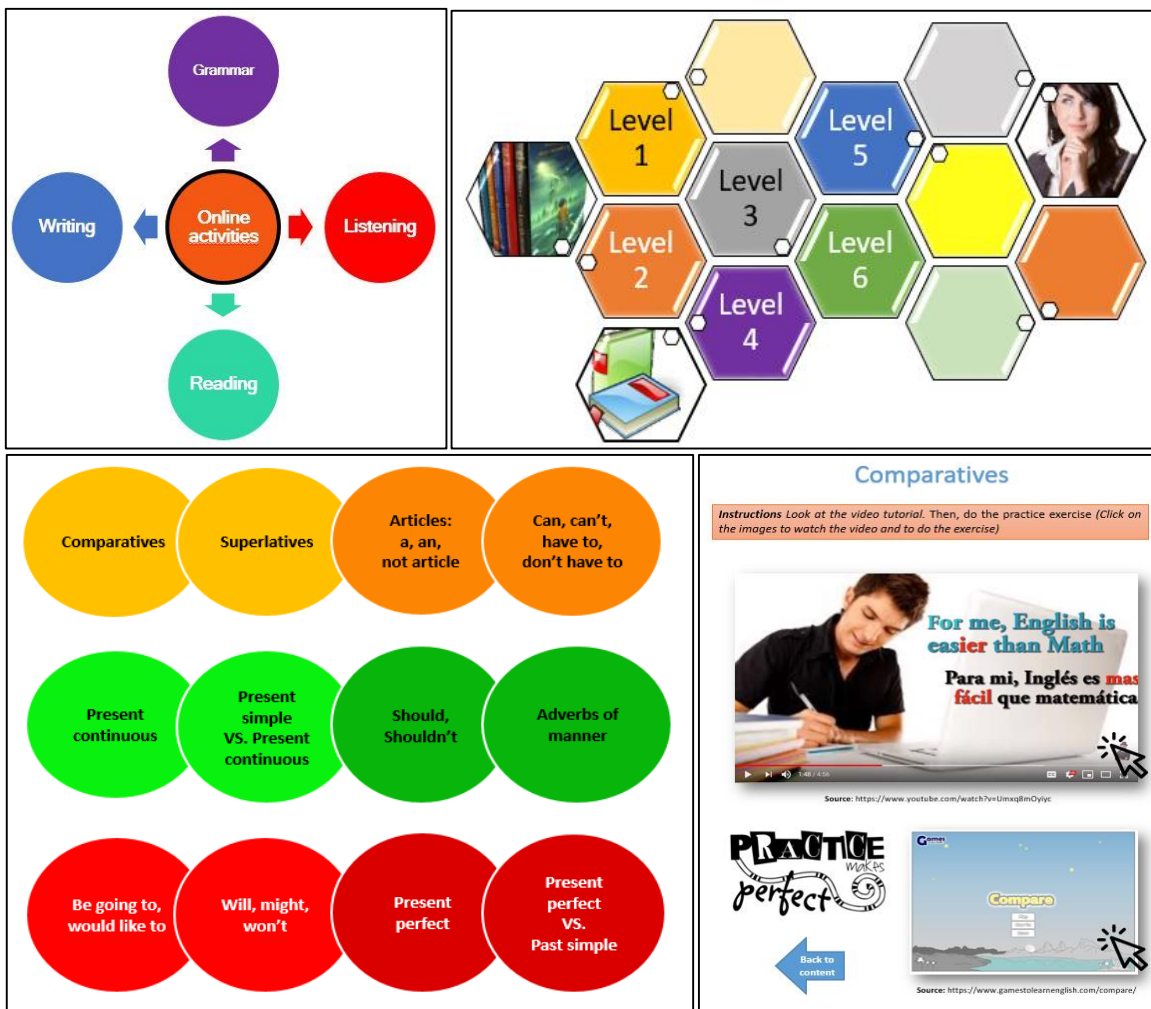 Grammar
Writing
Online
activities
Listening
Reading
Level
1
Level
2
Level
3
Level
4
Level
5
Level
6
Comparatives
Superlatives
Articles:
a, an,
not article
Can, can't,
have to,
don't have to
Present
continuous
Present
simple
VS. Present
continuous
Should,
Shouldn't
Adverbs of
manner
Be going to,
would like to
Will, might,
won't
Present
perfect
Present
perfect
VS.
Past simple
Comparatives
Instructions Look at the video tutorial. Then, do the practice exercise (Click on
the images to watch the video and to do the exercise)
For me, English is
easier than Math
Para mi, Inglés es mas
fácil que matemática
1:48 / 4:56
Source: https://www.youtube.com/watch?v=Umxq8mOyiyc
PRACTICE
makes
perfect
Back to
content
Games
Compare
Source: https://www.gamestolearnenglish.com/compare/